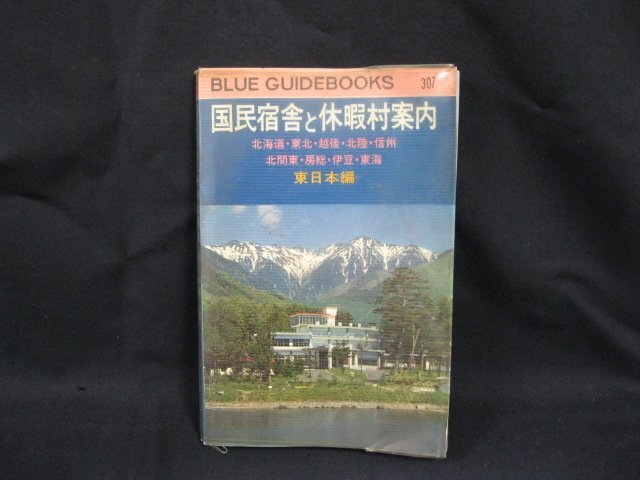 BLUE GUIDEBOOKS 307
国民宿舎と休暇村案内
北海道・東北・越後・北陸・信州
北関東・房総・伊豆・東海
東日本編